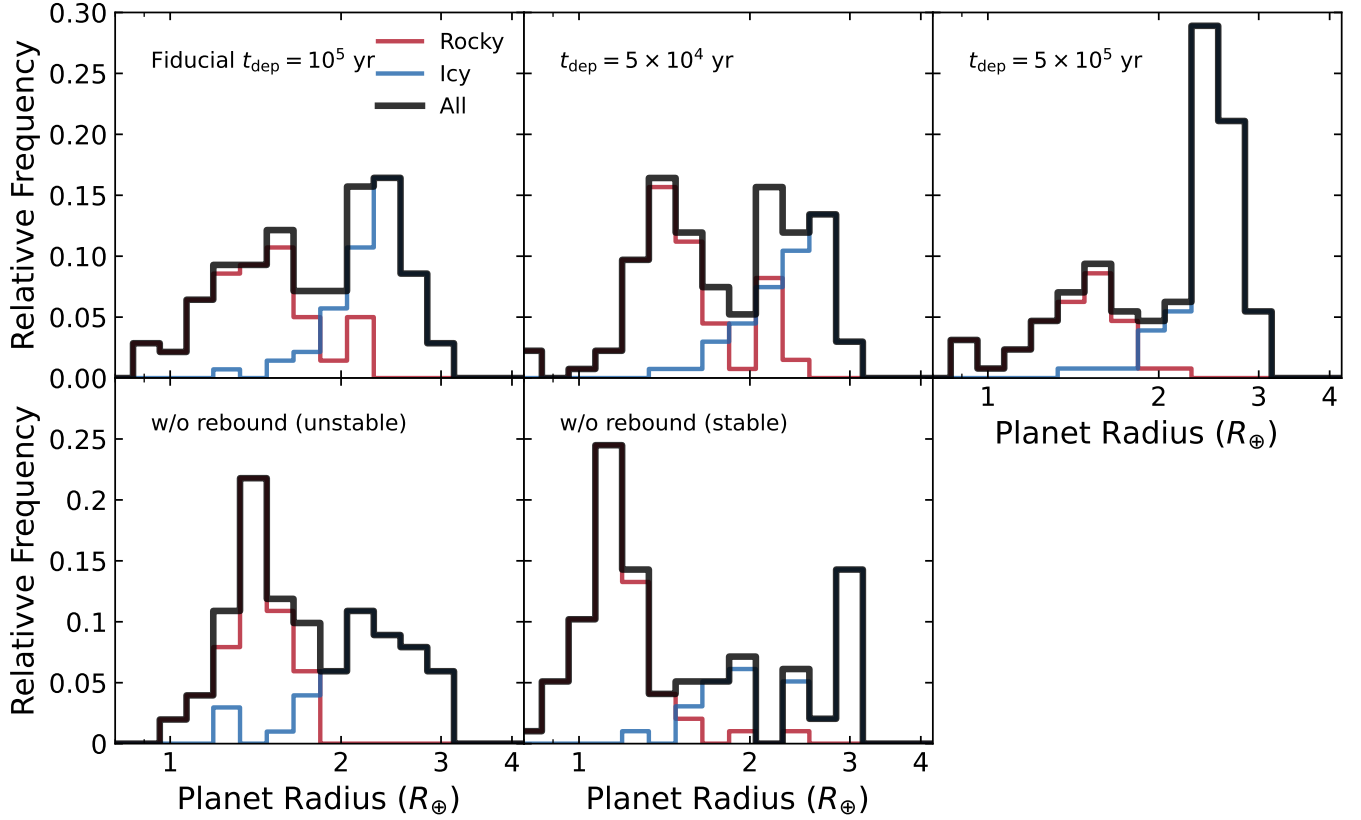 0.30
0.25
0.20
0.15
0.10
0.05
0.00
Relativve Frequency
Fiducial t_dep = 10^5 yr
Rocky
Icy
All
t_dep = 5 × 10^4 yr
t_dep = 5 × 10^5 yr
1 2 3 4
Planet Radius (R⊕)
0.25
0.2
0.15
0.1
0.05
0
Relativve Frequency
w/o rebound (unstable)
w/o rebound (stable)
1 2 3 4
1 2 3 4
Planet Radius (R⊕)
Planet Radius (R⊕)